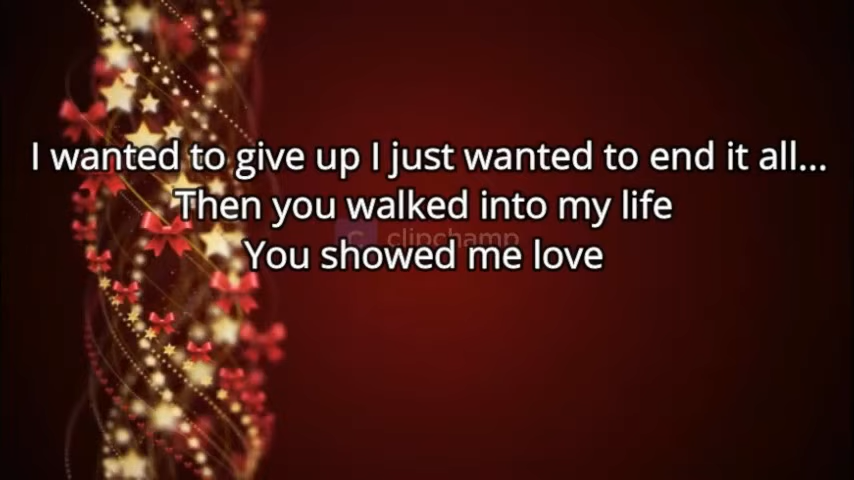 I wanted to give up I just wanted to end it all...
Then you walked into my life
clipchamp
You showed me love